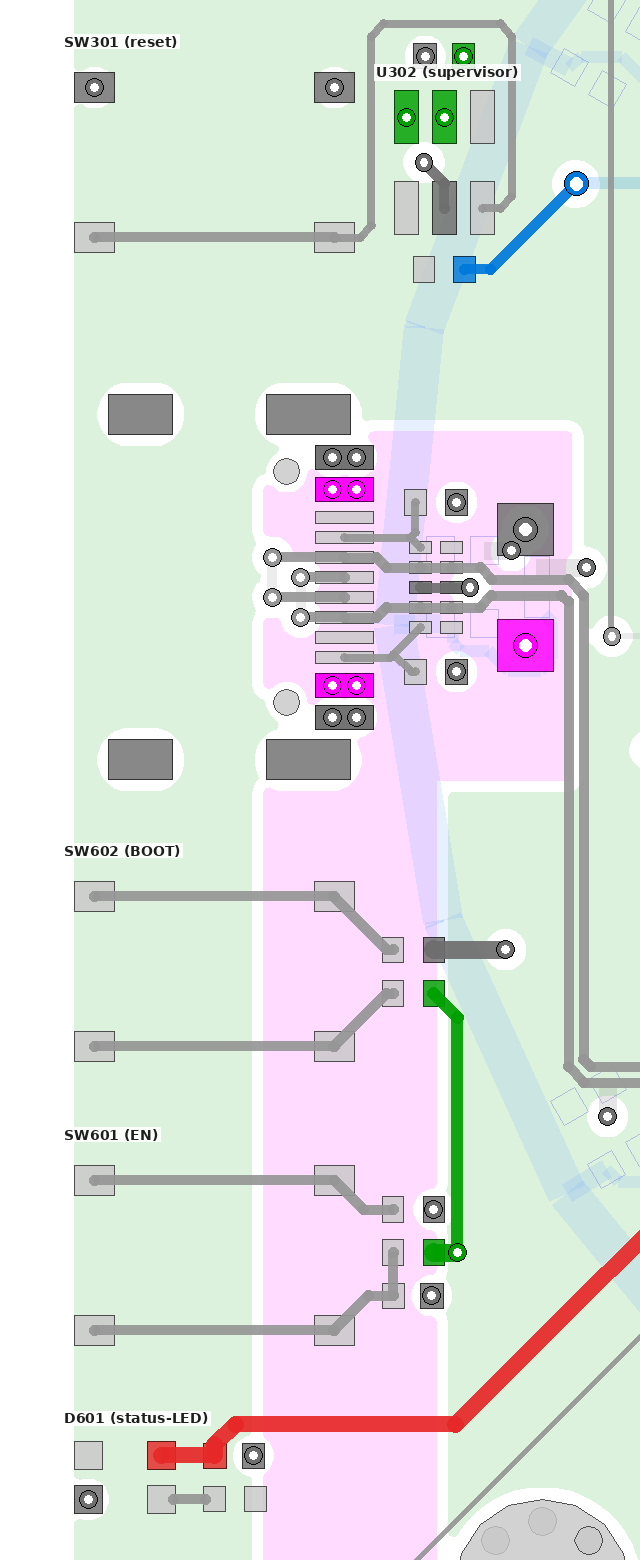 SW301 (reset)
U302 (supervisor)
SW602 (BOOT)
SW601 (EN)
D601 (status-LED)